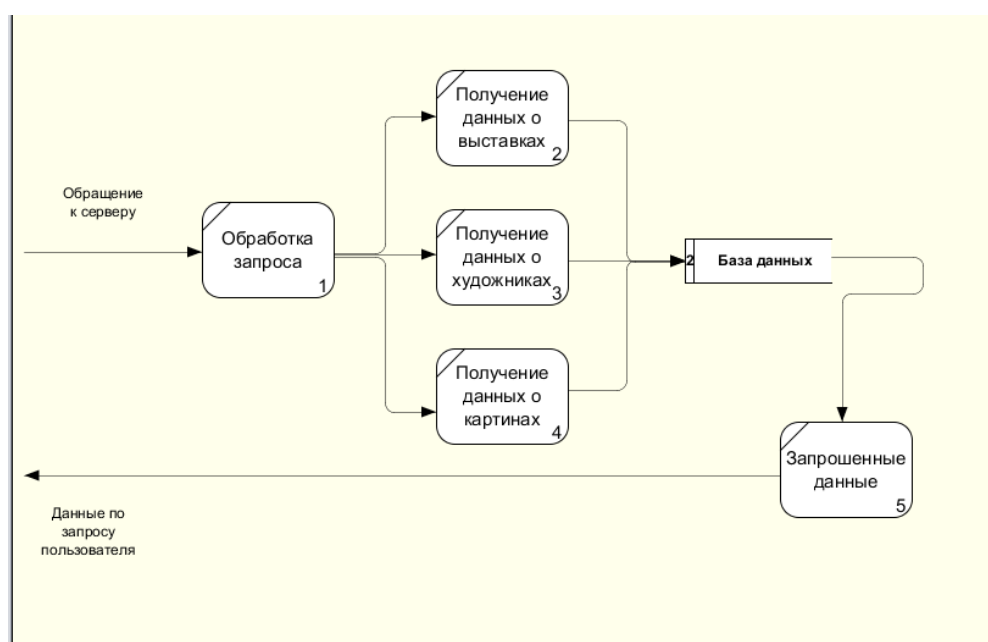 Получение
данных о
выставках
2
Обращение
к серверу
Обработка
запроса
1
Получение
данных о
художниках
3
2
База данных
Получение
данных о
картинах
4
Запрошенные
данные
5
Данные по
запросу
пользователя